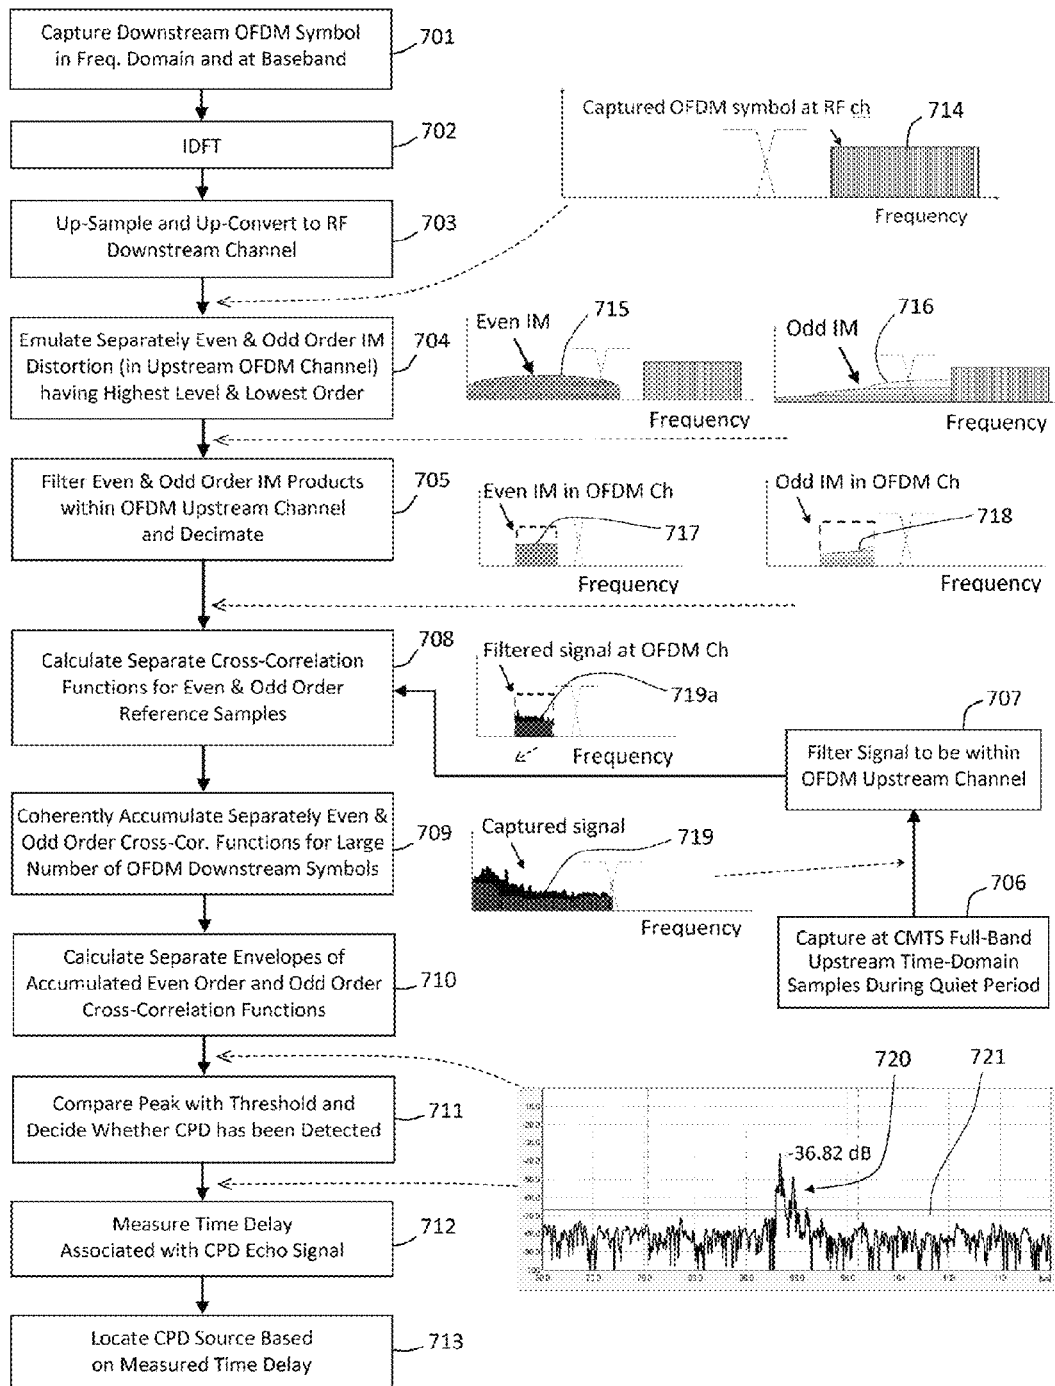 Capture Downstream OFDM Symbol
in Freq. Domain and at Baseband
701
IDFT
702
Up-Sample and Up-Convert to RF
Downstream Channel
703
Captured OFDM symbol at RF ch
714
Frequency
Emulate Separately Even & Odd Order IM
Distortion (in Upstream OFDM Channel)
having Highest Level & Lowest Order
704
Even IM
715
Frequency
Odd IM
716
Frequency
Filter Even & Odd Order IM Products
within OFDM Upstream Channel
and Decimate
705
Even IM in OFDM Ch
717
Frequency
Odd IM in OFDM Ch
718
Frequency
Calculate Separate Cross-Correlation
Functions for Even & Odd Order
Reference Samples
708
Filtered signal at OFDM Ch
719a
Frequency
707
Filter Signal to be within
OFDM Upstream Channel
Coherently Accumulate Separately Even &
Odd Order Cross-Cor. Functions for Large
Number of OFDM Downstream Symbols
709
Captured signal
719
Frequency
706
Capture at CMTS Full-Band
Upstream Time-Domain
Samples During Quiet Period
Calculate Separate Envelopes of
Accumulated Even Order and Odd Order
Cross-Correlation Functions
710
Compare Peak with Threshold and
Decide Whether CPD has been Detected
711
720
721
-36.82 dB
Measure Time Delay
Associated with CPD Echo Signal
712
Locate CPD Source Based
on Measured Time Delay
713